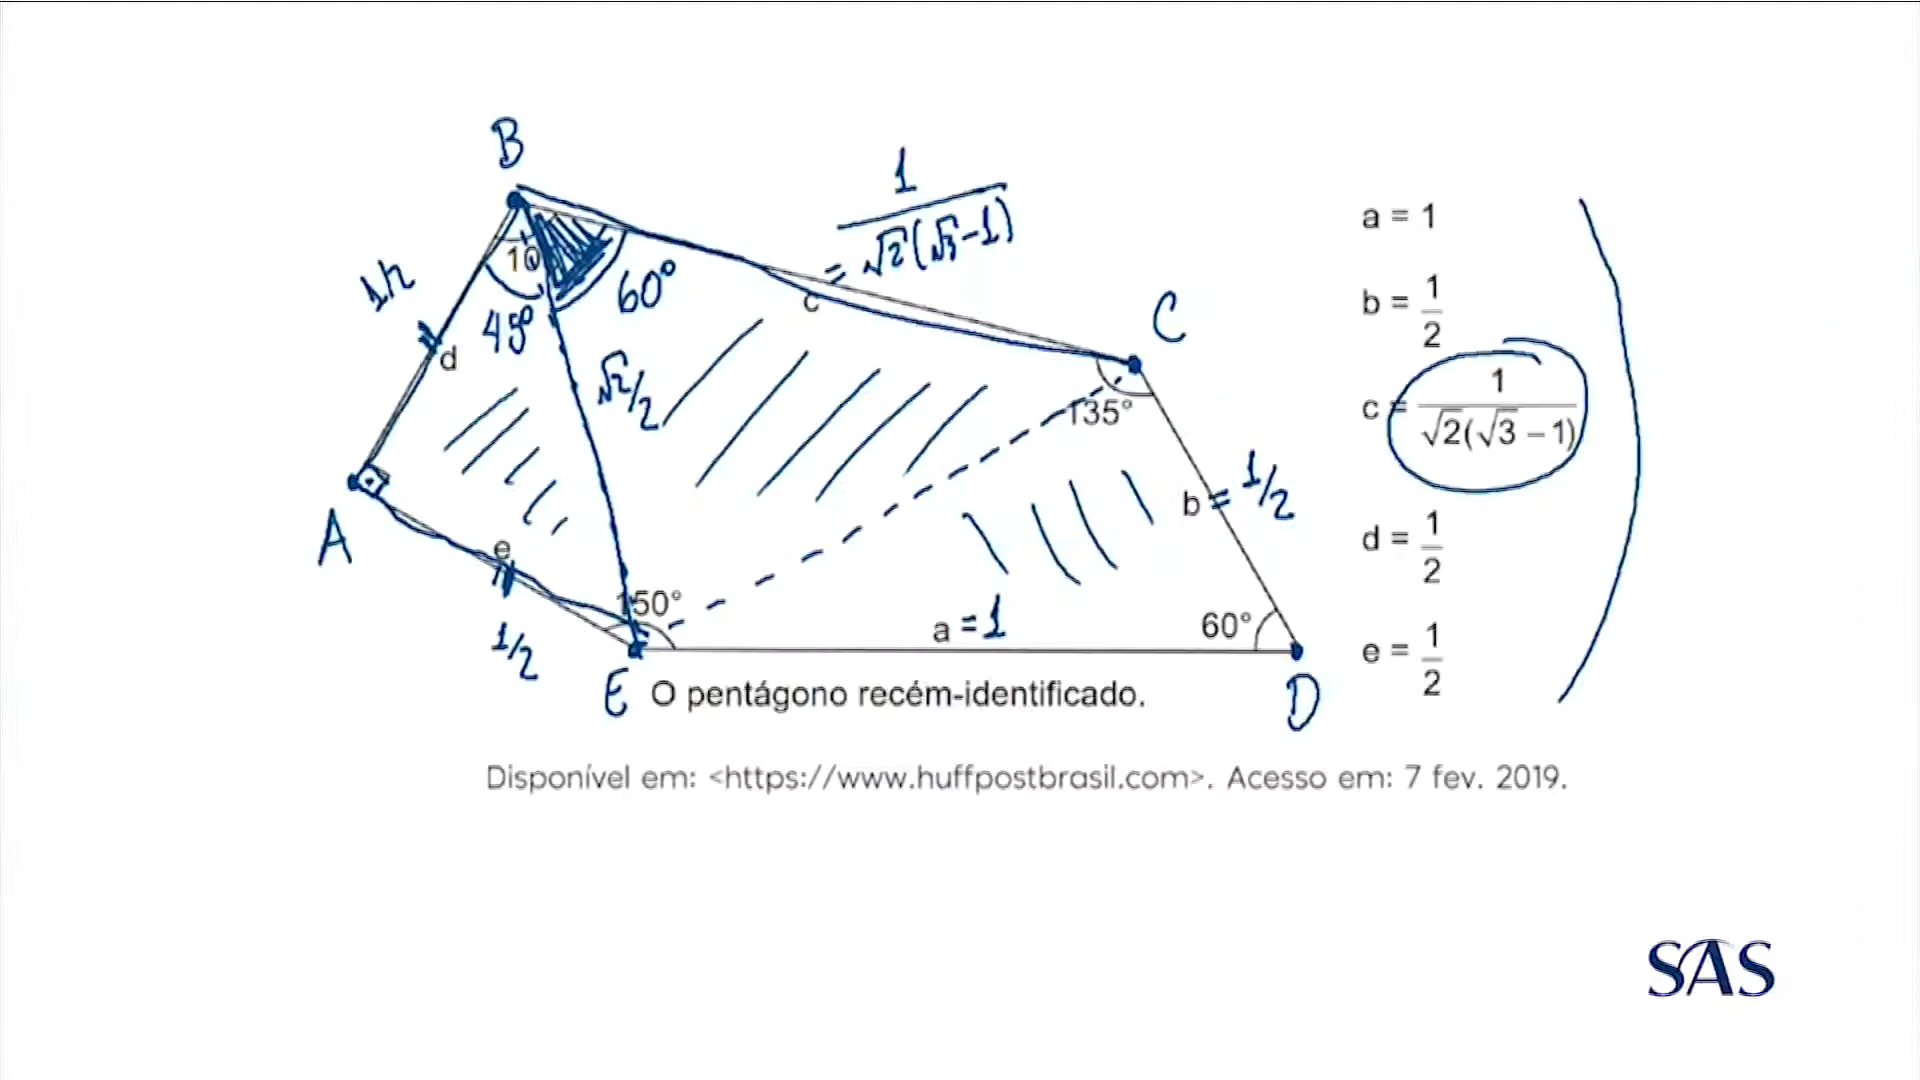 B
1
√2(√3-1)
=
a = 1
1/2
10
60°
45°
c
C
b = 1/2
d
√2/2
135°
c = 1/√2(√3 – 1)
A
b = 1/2
d = 1/2
e
1/2
150°
a = 1
60°
e = 1/2
E
O pentágono recém-identificado.
D
Disponível em: <https://www.huffpostbrasil.com>. Acesso em: 7 fev. 2019.
SAS